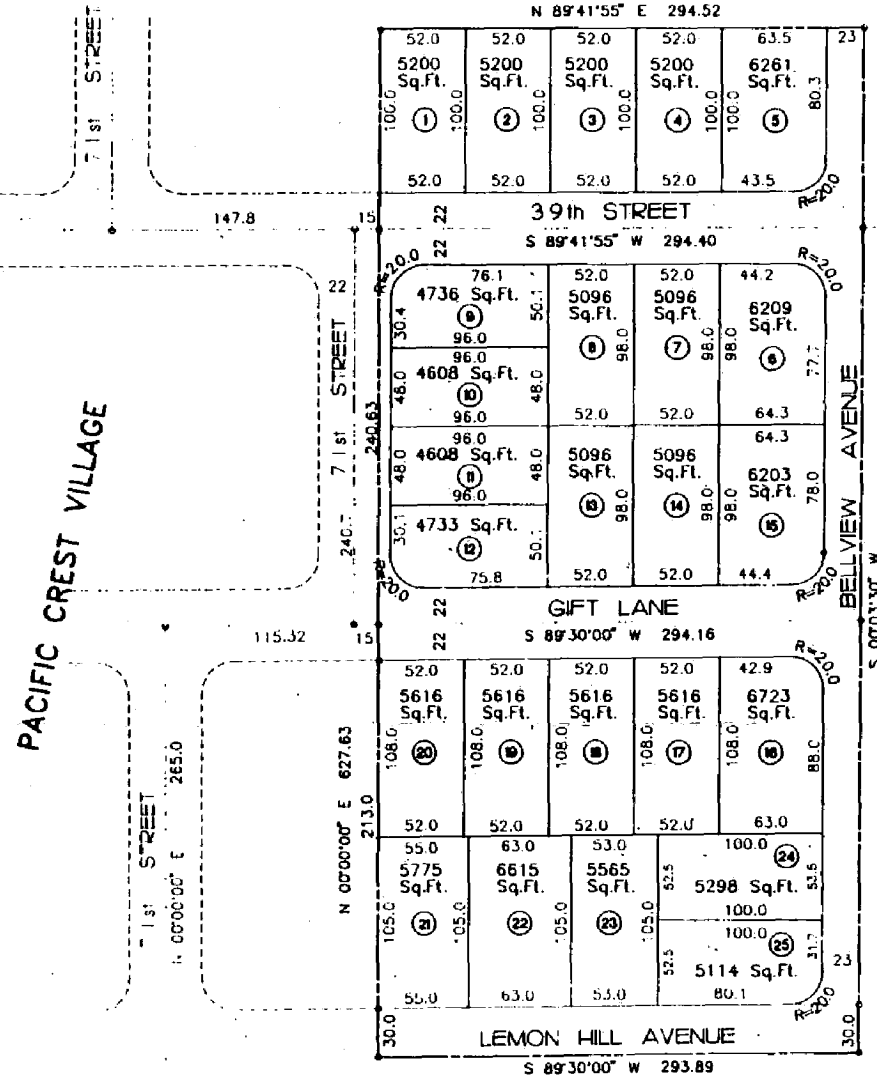 N 89°41'55" E 294.52
52.0 52.0 52.0 52.0 63.5 23
5200 Sq.Ft. 5200 Sq.Ft. 5200 Sq.Ft. 5200 Sq.Ft. 6261 Sq.Ft.
100.0 100.0 100.0 100.0 100.0 100.0 80.3
1 2 3 4 5
52.0 52.0 52.0 52.0 43.5 R=20.0
71st STREET
147.8 15 22
39th STREET
22 S 89°41'55" W 294.40
R=20.0 76.1 52.0 52.0 44.2 R=20.0
4736 Sq.Ft.
9
30.4 50.1
96.0
5096 Sq.Ft. 5096 Sq.Ft. 6209 Sq.Ft.
8 7 6
98.0 98.0 98.0 77.7
96.0
4608 Sq.Ft.
10
48.0 48.0
96.0
52.0 52.0 64.3
96.0
4608 Sq.Ft.
11
48.0 48.0
96.0
64.3
5096 Sq.Ft. 5096 Sq.Ft. 6203 Sq.Ft.
13 14 15
98.0 98.0 98.0 78.0
4733 Sq.Ft.
12
30.1 50.1
R=20.0 75.8 52.0 52.0 44.4 R=20.0
22
71st STREET
240.63
240.7
BELLVIEW AVENUE
S 00°03'30" W
PACIFIC CREST VILLAGE
22 GIFT LANE
115.32 15 22 S 89°30'00" W 294.16
52.0 52.0 52.0 52.0 42.9 R=20.0
5616 Sq.Ft. 5616 Sq.Ft. 5616 Sq.Ft. 5616 Sq.Ft. 6723 Sq.Ft.
108.0 108.0 108.0 108.0 108.0 88.0
20 19 18 17 16
52.0 52.0 52.0 52.0 63.0
N 00°00'00" E 627.63
213.0
71st STREET
N 00°00'00" E 265.0
55.0 63.0 53.0 100.0
5775 Sq.Ft. 6615 Sq.Ft. 5565 Sq.Ft.
105.0 105.0 105.0 105.0
21 22 23
24
52.5 5298 Sq.Ft. 53.5
100.0
100.0
25
52.5 5114 Sq.Ft. 31.7
23
55.0 63.0 53.0 80.1 R=20.0
30.0 LEMON HILL AVENUE 30.0
S 89°30'00" W 293.89